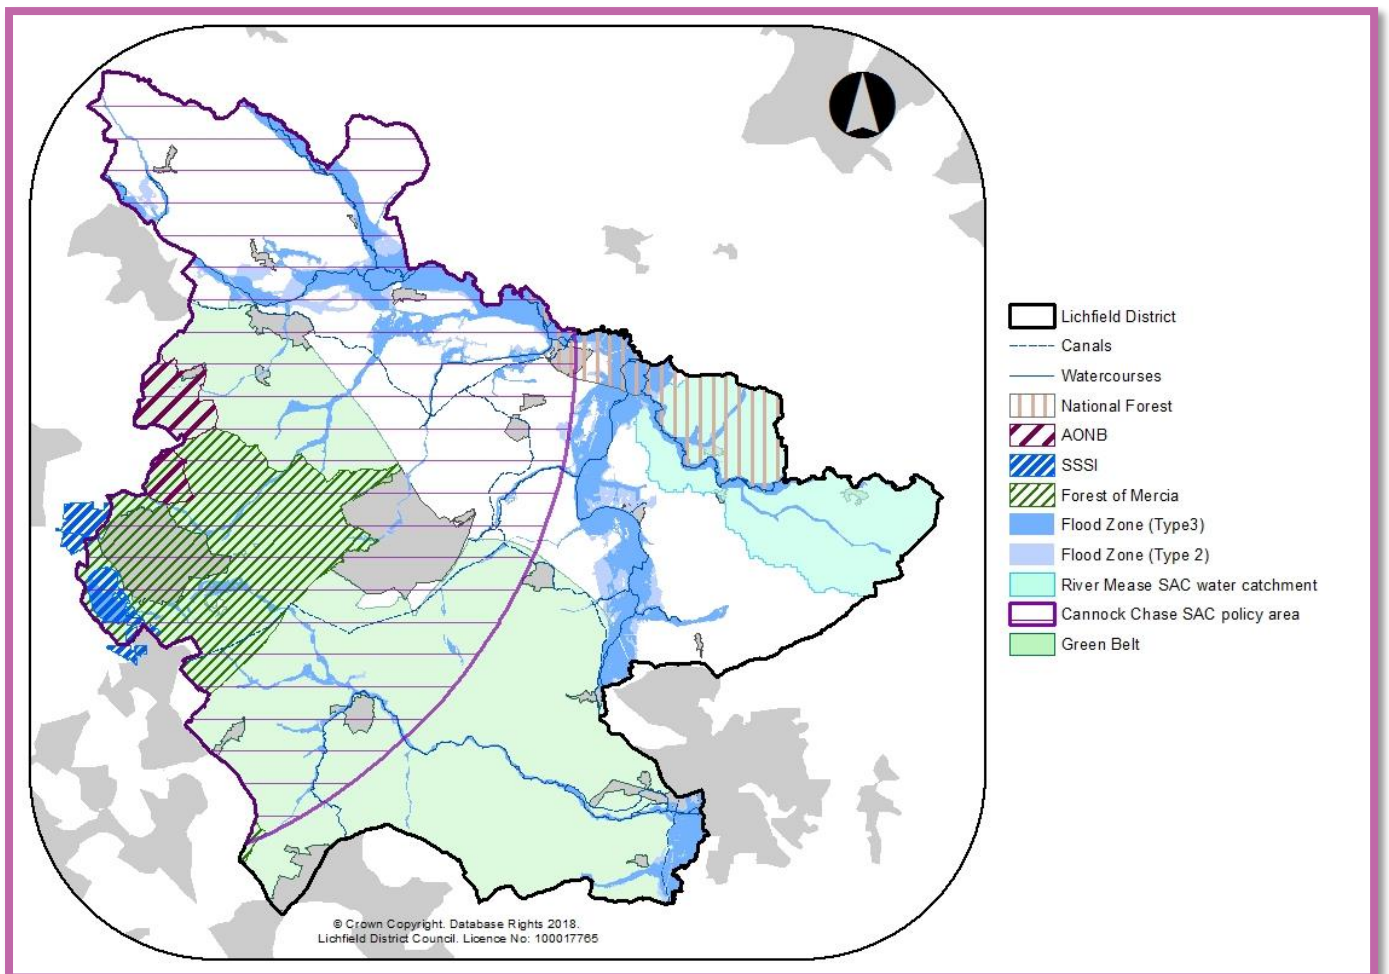 Lichfield District
Canals
Watercourses
National Forest
AONB
SSSI
Forest of Mercia
Flood Zone (Type3)
Flood Zone (Type 2)
River Mease SAC water catchment
Cannock Chase SAC policy area
Green Belt
© Crown Copyright. Database Rights 2018.
Lichfield District Council. Licence No: 100017765